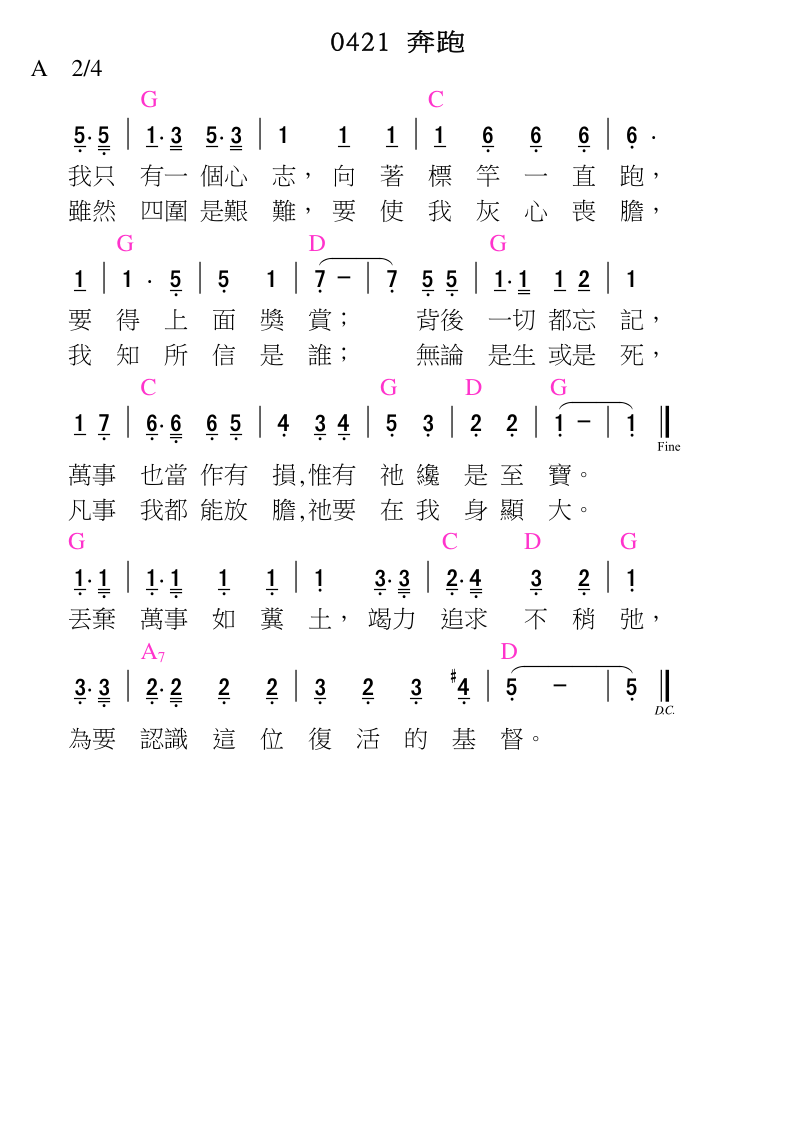 0421 奔跑
A 2/4
G C
5· 5 | 1· 3 5· 3 | 1 1 1 | 1 6 6 6 | 6 ·
我只 有一 個心 志，向 著 標 竿 一 直 跑，
雖然 四圍 是艱 難，要 使 我 灰 心 喪 膽，
G D G
1 | 1 · 5 | 5 1 | 7 – | 7 5 5 | 1· 1 1 2 | 1
要 得 上 面 獎 賞； 背後 一切 都忘 記，
我 知 所 信 是 誰； 無論 是生 或是 死，
C G D G
1 7 | 6· 6 6 5 | 4 3 4 | 5 3 | 2 2 | 1 – | 1
Fine
萬事 也當 作有 損,惟有 祂 纔 是 至 寶。
凡事 我都 能放 膽,祂要 在 我 身 顯 大。
G C D G
1· 1 | 1· 1 1 1 | 1 3· 3 | 2· 4 3 2 | 1
丟棄 萬事 如 糞 土，竭力 追求 不 稍 弛，
A7 D
3· 3 | 2· 2 2 2 | 3 2 3 #4 | 5 – | 5
D.C.
為要 認識 這 位 復 活 的 基 督。